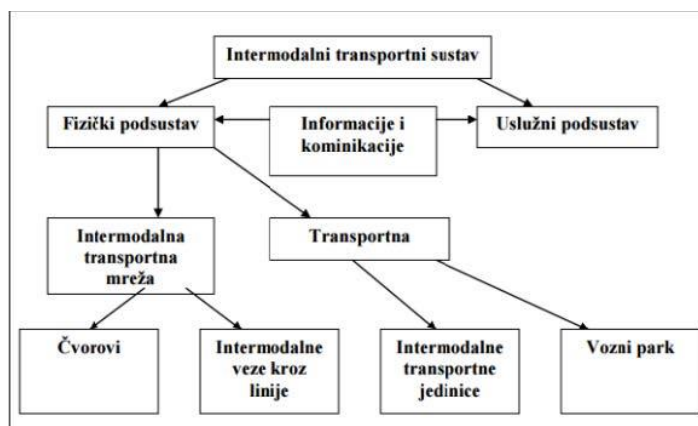 Intermodalni transportni sustav
Fizički podsustav
Informacije i
kominikacije
Uslužni podsustav
Intermodalna
transportna
mreža
Transportna
Čvorovi
Intermodalne
veze kroz
linije
Intermodalne
transportne
jedinice
Vozni park